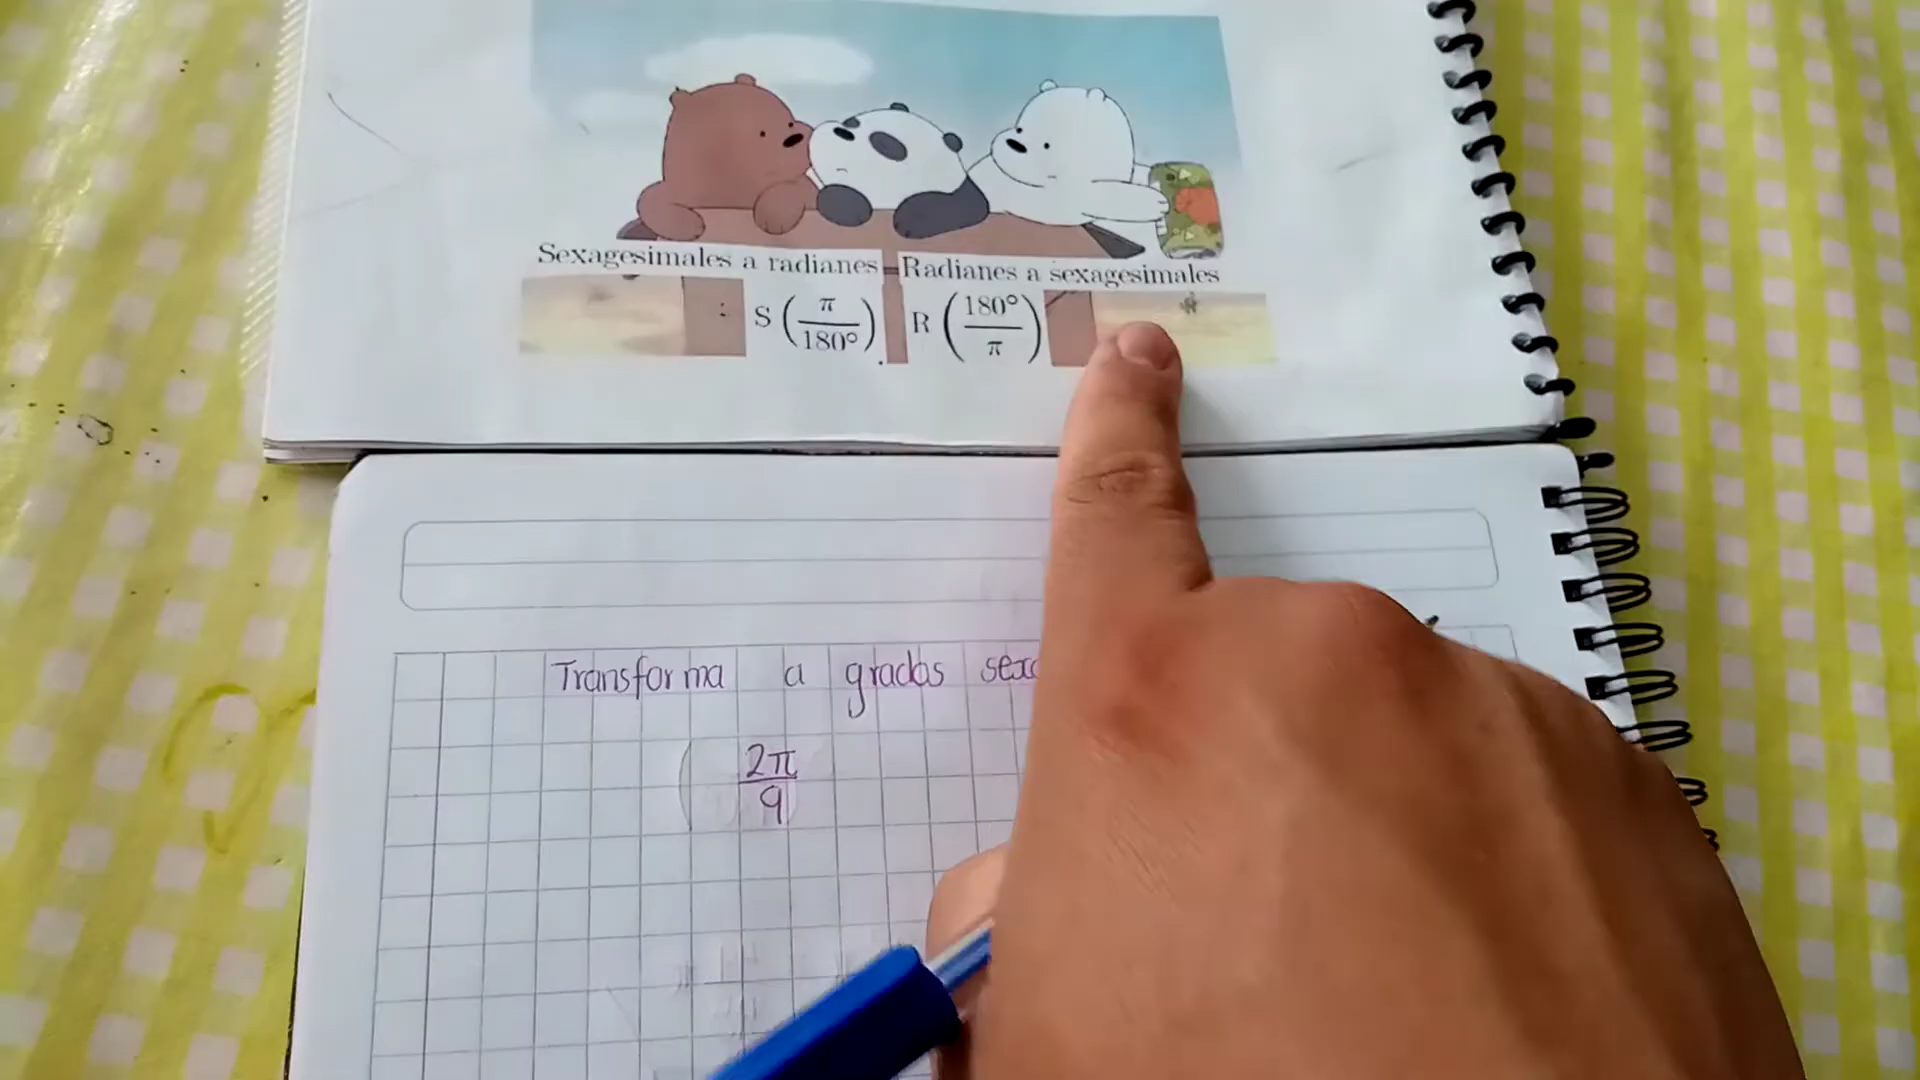 Sexagesimales a radianes
Radianes a sexagesimales
S (π/180°)
R (180°/π)
Transforma a grados
2π/9